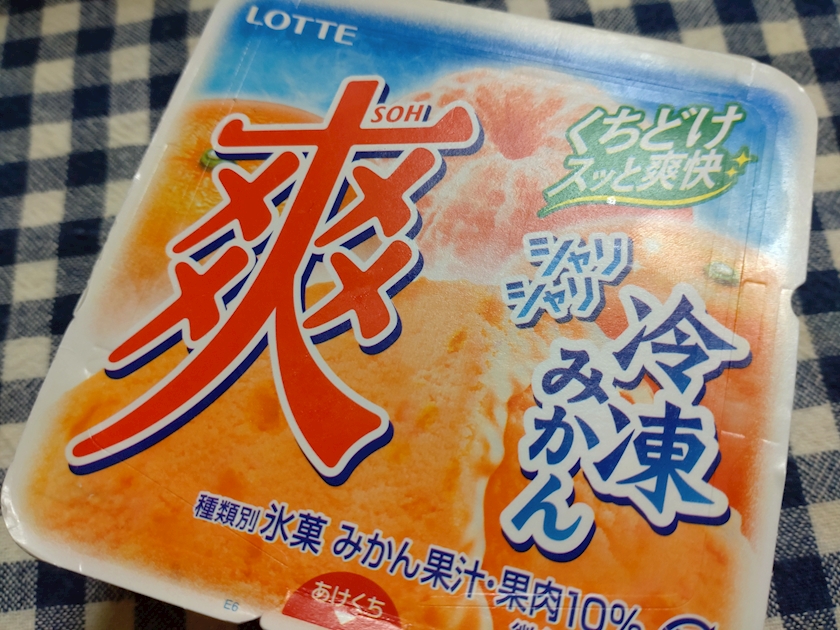 LOTTE
爽
SOH
くちどけ
スッと爽快
シャリ
シャリ
冷凍
みかん
種類別 氷菓 みかん果汁・果肉10%
あけくち
E6